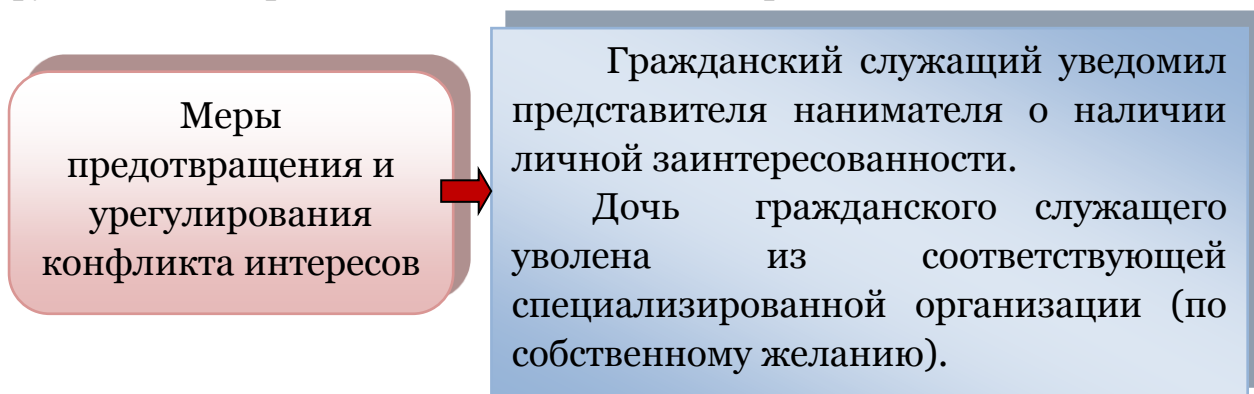 Меры
предотвращения и
урегулирования
конфликта интересов
Гражданский служащий уведомил
представителя нанимателя о наличии
личной заинтересованности.
Дочь гражданского служащего
уволена из соответствующей
специализированной организации (по
собственному желанию).